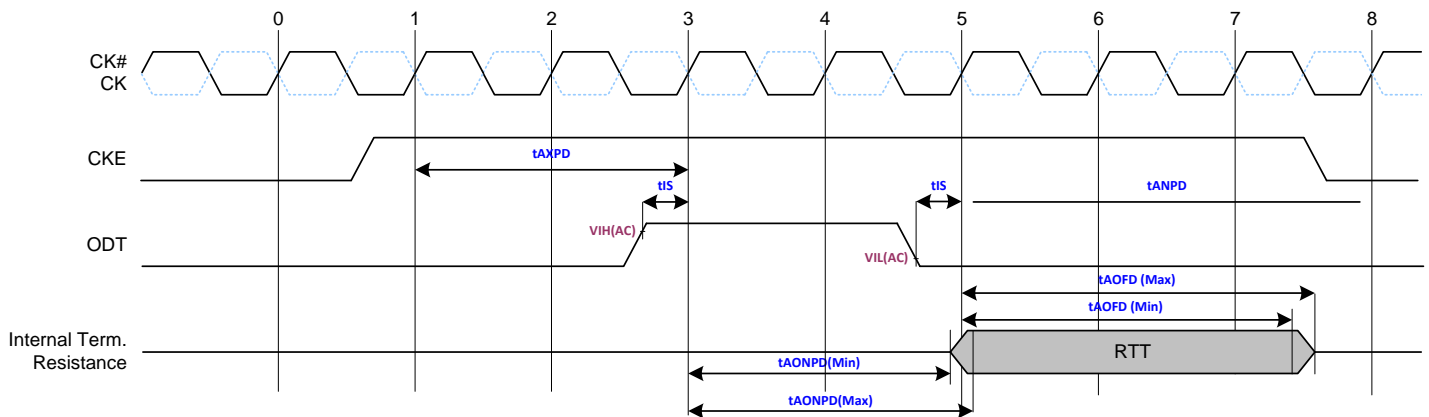 0 1 2 3 4 5 6 7 8
CK#
CK
CKE
tAXPD
tIS
tIS
tANPD
VIH(AC)
ODT
VIL(AC)
tAOFD (Max)
tAOFD (Min)
Internal Term.
Resistance
RTT
tAONPD(Min)
tAONPD(Max)